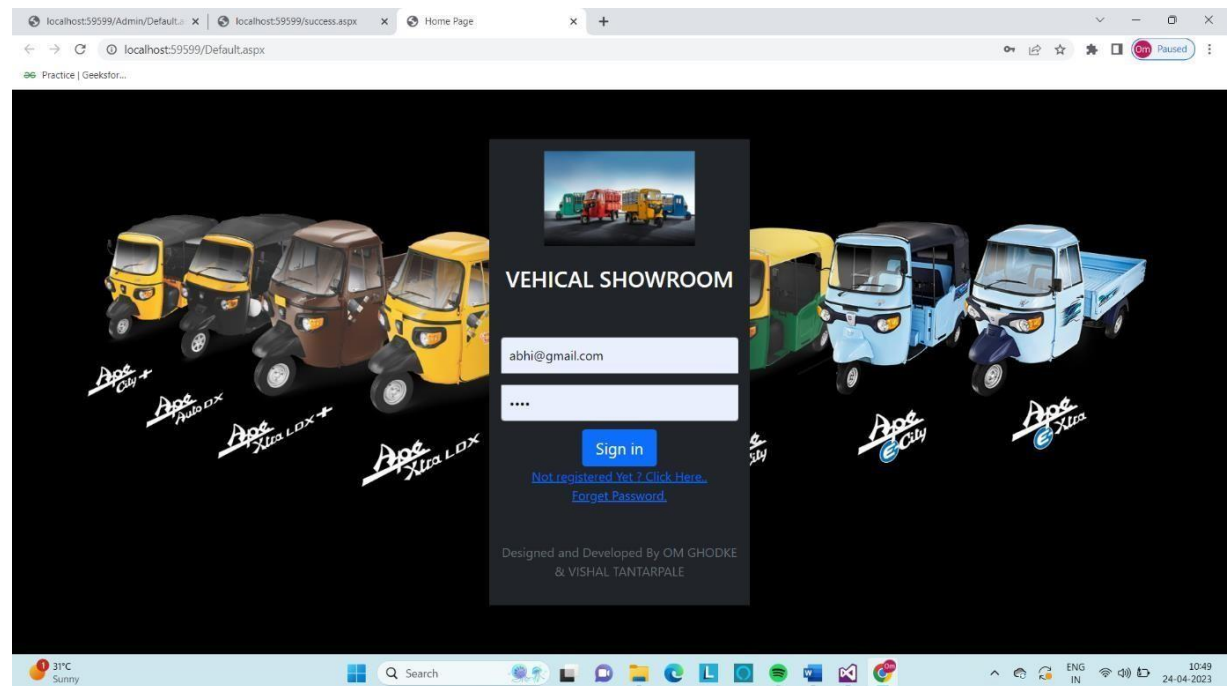 localhost:59599/Admin/Default.a
localhost:59599/success.aspx
Home Page
localhost:59599/Default.aspx
Om Paused
Practice | Geeksfor...
VEHICAL SHOWROOM
abhi@gmail.com
••••
Sign in
Not registered Yet ? Click Here..
Forget Password.
Designed and Developed By OM GHODKE
& VISHAL TANTARPALE
Ape City +
Ape Auto DX
Ape Xtra LDX +
Ape Xtra LDX
Ape E City
Ape E Xtra
1
31°C
Sunny
Search
ENG
IN
10:49
24-04-2023